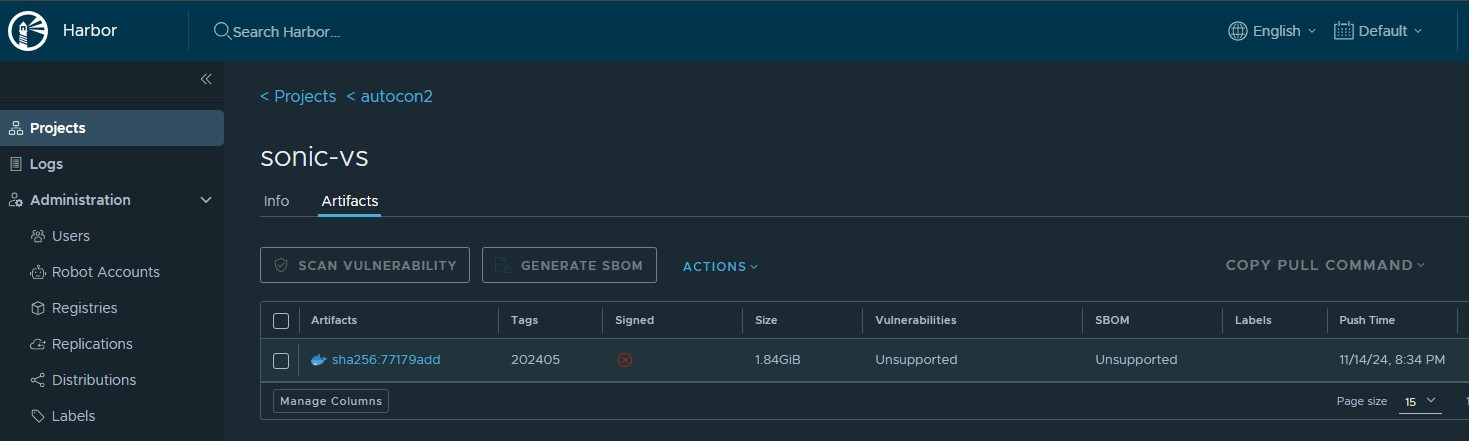 Harbor
Search Harbor...
English
Default
Projects
Logs
Administration
Users
Robot Accounts
Registries
Replications
Distributions
Labels
< Projects < autocon2
sonic-vs
Info Artifacts
SCAN VULNERABILITY GENERATE SBOM ACTIONS COPY PULL COMMAND
Artifacts Tags Signed Size Vulnerabilities SBOM Labels Push Time
sha256:77179add 202405 1.84GiB Unsupported Unsupported 11/14/24, 8:34 PM
Manage Columns Page size 15